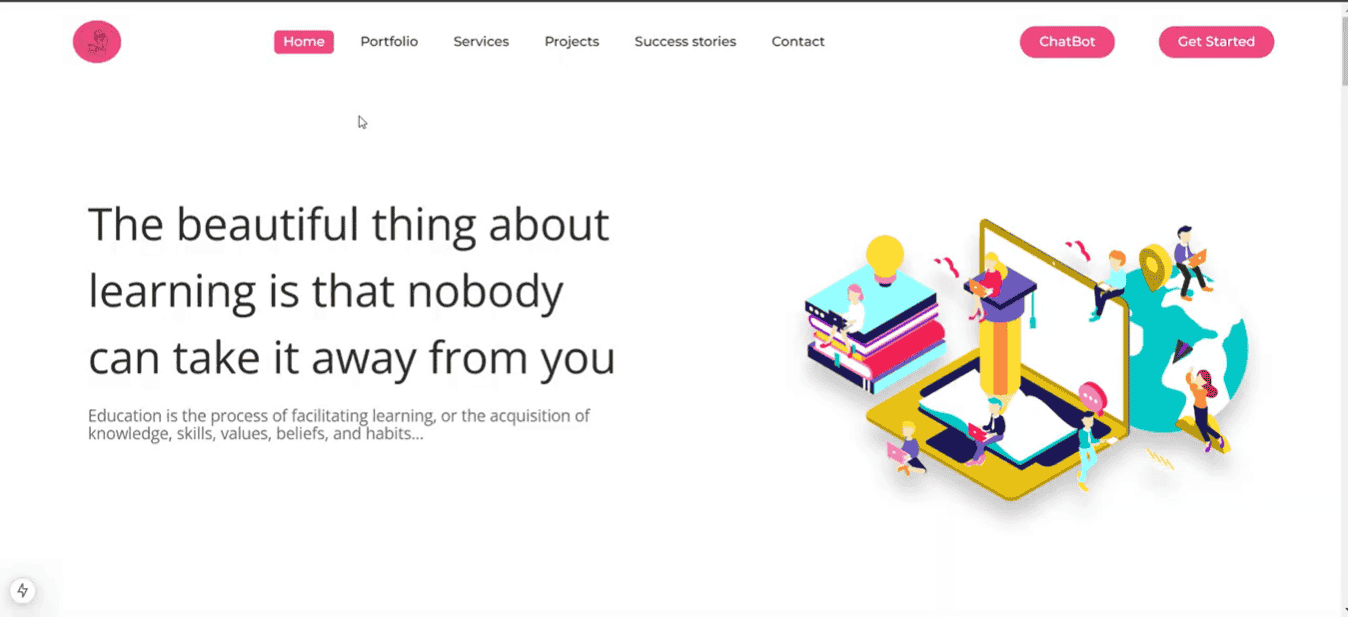 Home Portfolio Services Projects Success stories Contact ChatBot Get Started
The beautiful thing about
learning is that nobody
can take it away from you
Education is the process of facilitating learning, or the acquisition of
knowledge, skills, values, beliefs, and habits...